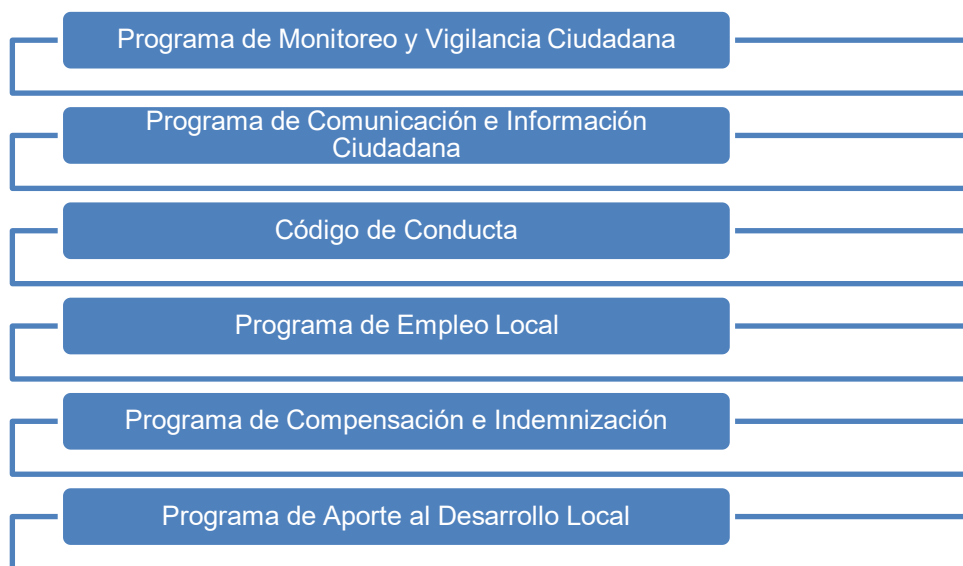 Programa de Monitoreo y Vigilancia Ciudadana
Programa de Comunicación e Información
Ciudadana
Código de Conducta
Programa de Empleo Local
Programa de Compensación e Indemnización
Programa de Aporte al Desarrollo Local